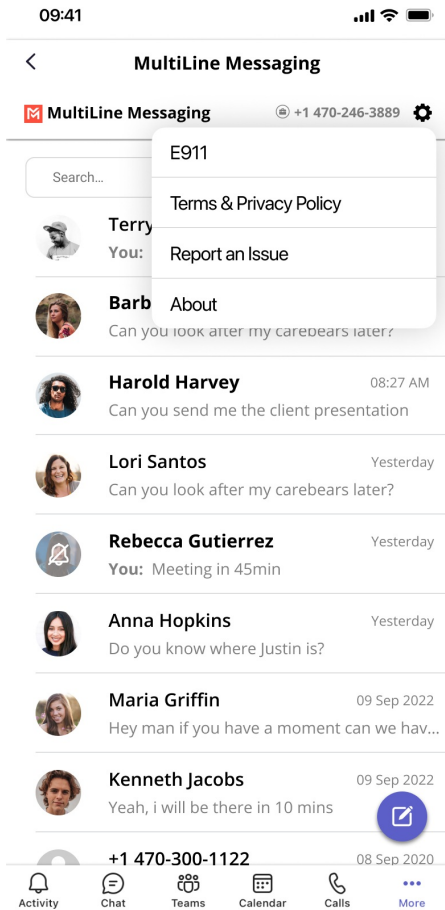 09:41
MultiLine Messaging
MultiLine Messaging +1 470-246-3889
E911
Search...
Terms & Privacy Policy
Terry
You:
Report an Issue
Barb
About
Can you look after my carebears later?
Harold Harvey 08:27 AM
Can you send me the client presentation
Lori Santos Yesterday
Can you look after my carebears later?
Rebecca Gutierrez Yesterday
You: Meeting in 45min
Anna Hopkins Yesterday
Do you know where Justin is?
Maria Griffin 09 Sep 2022
Hey man if you have a moment can we hav...
Kenneth Jacobs 09 Sep 2022
Yeah, i will be there in 10 mins
+1 470-300-1122 08 Sep 2020
Activity Chat Teams Calendar Calls More